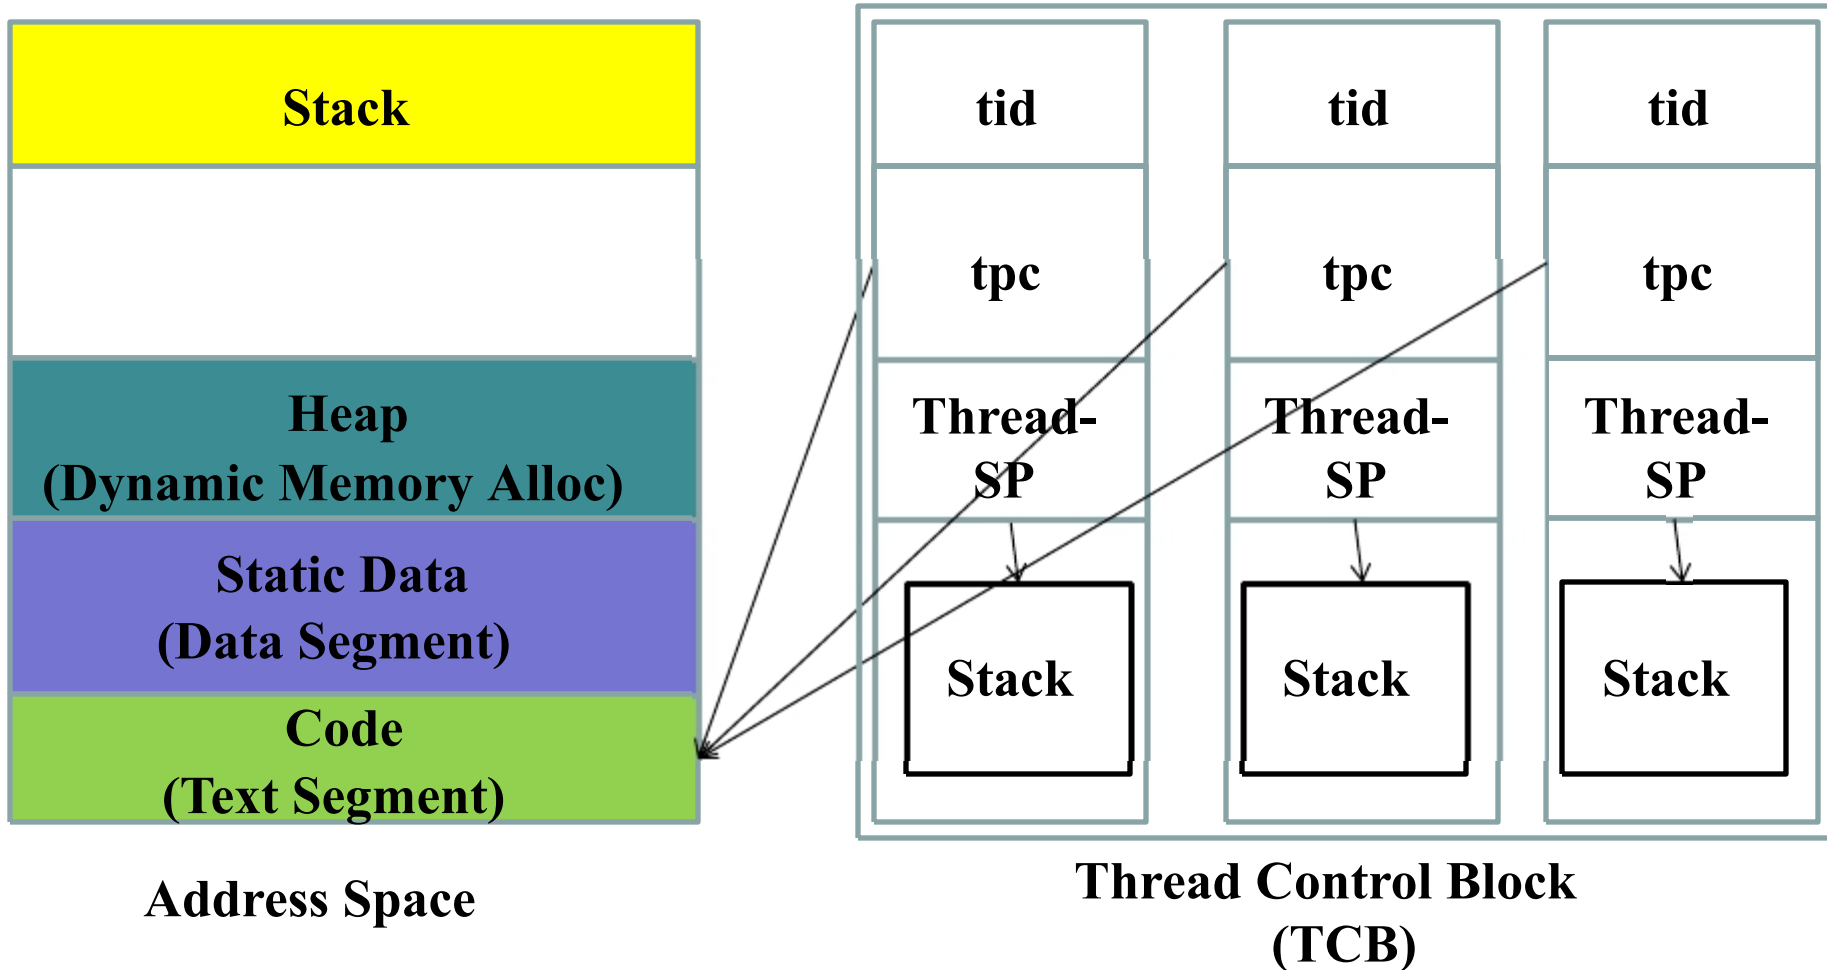 Stack
Heap
(Dynamic Memory Alloc)
Static Data
(Data Segment)
Code
(Text Segment)
Address Space
tid
tpc
Thread-
SP
Stack
tid
tpc
Thread-
SP
Stack
tid
tpc
Thread-
SP
Stack
Thread Control Block
(TCB)